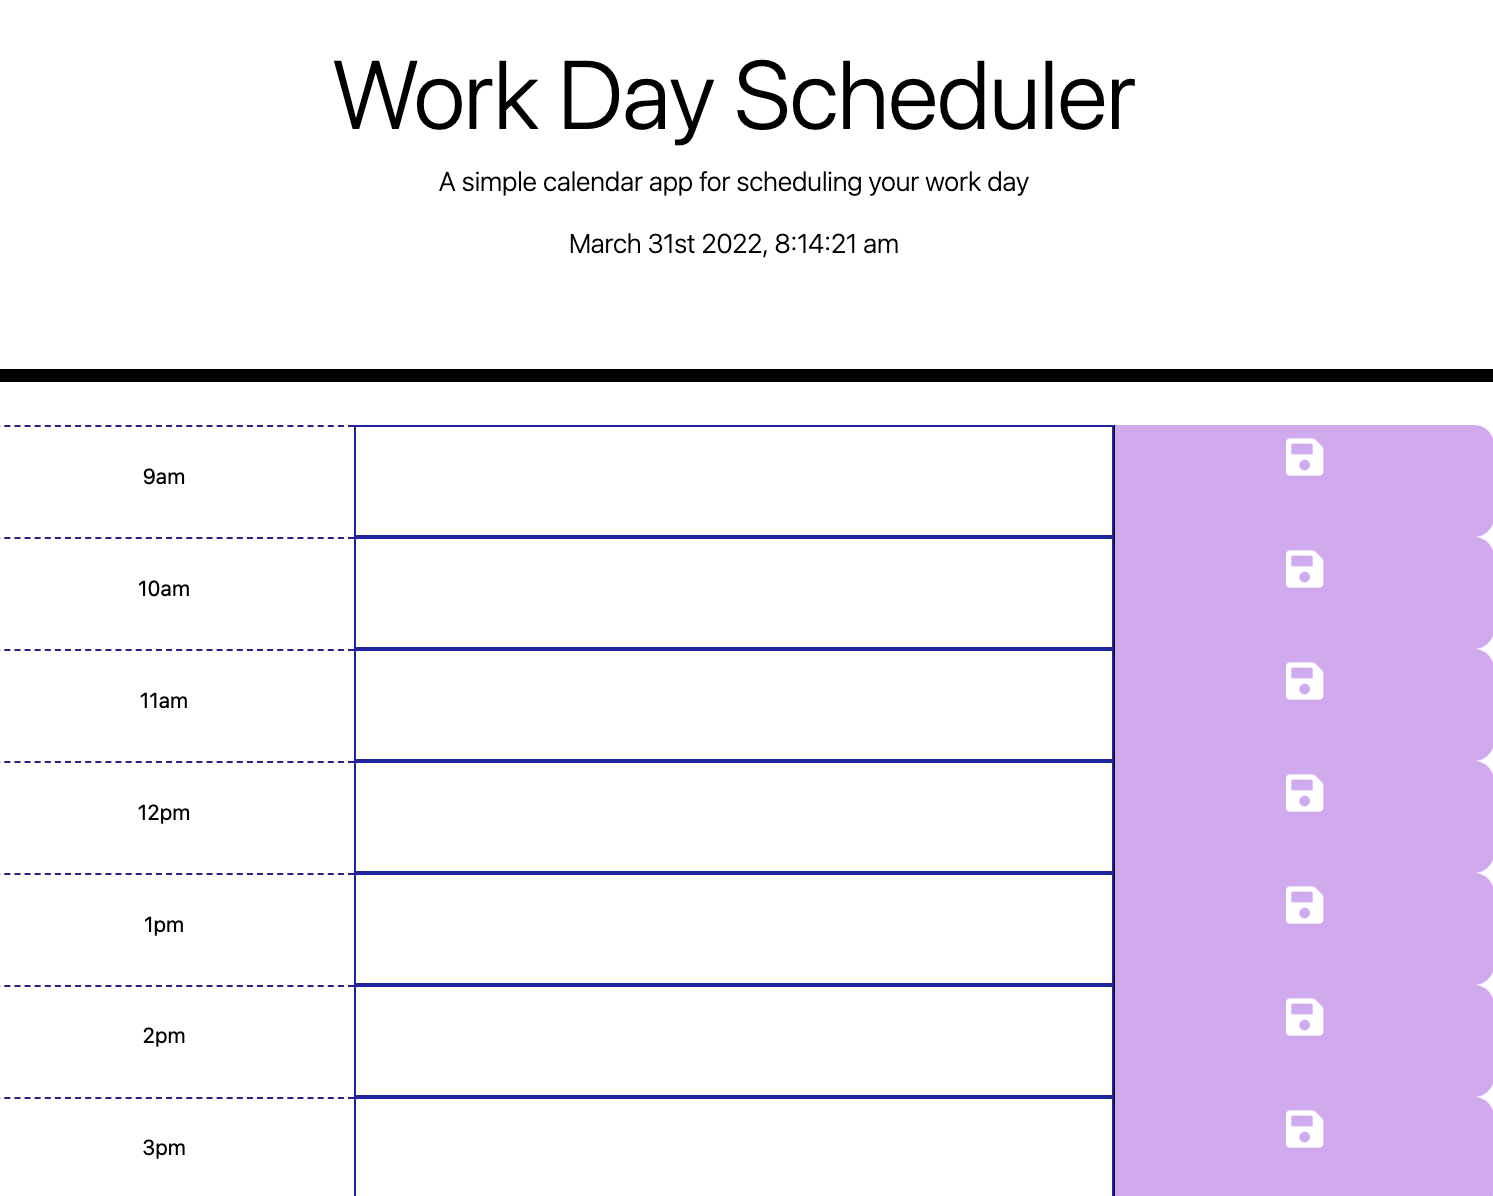 Work Day Scheduler
A simple calendar app for scheduling your work day
March 31st 2022, 8:14:21 am
9am
10am
11am
12pm
1pm
2pm
3pm